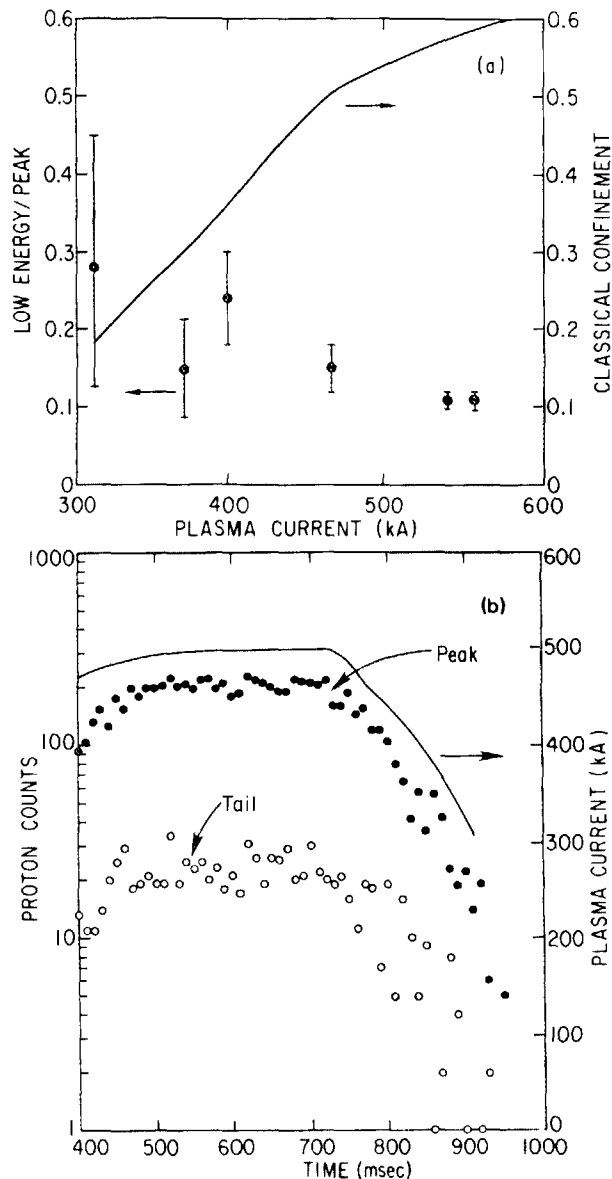 0.6
0.5
0.4
0.3
0.2
0.1
0
LOW ENERGY/PEAK
(a)
0.6
0.5
0.4
0.3
0.2
0.1
0
CLASSICAL CONFINEMENT
300 400 500 600
PLASMA CURRENT (kA)
1000
100
10
1
PROTON COUNTS
(b)
Peak
Tail
600
500
400
300
200
100
0
PLASMA CURRENT (kA)
400 500 600 700 800 900 1000
TIME (msec)